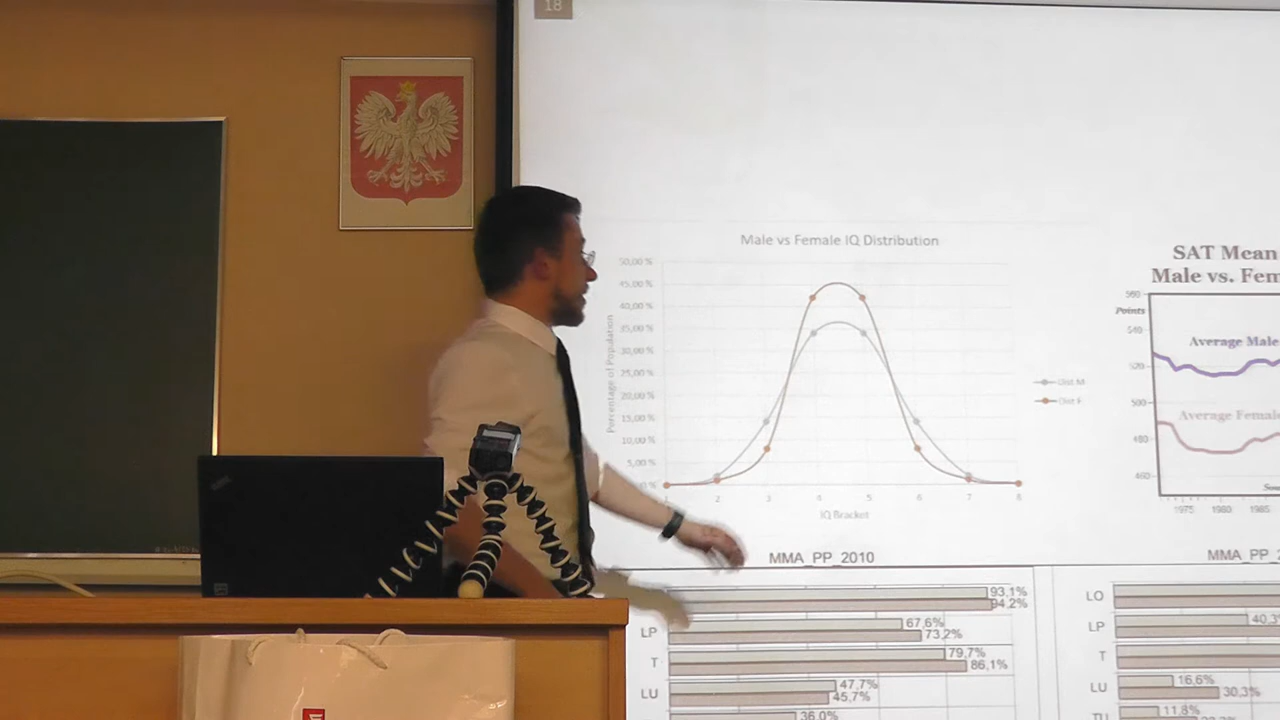 18
Male vs Female IQ Distribution
50,00 %
45,00 %
40,00 %
35,00 %
30,00 %
25,00 %
20,00 %
15,00 %
10,00 %
5,00 %
Percentage of Population
1 2 3 4 5 6 7 8
IQ Bracket
Dist M
Dist F
SAT Mean
Male vs. Fem
560
Points
540
520
500
480
460
Average Male
Average Female
Sou
1975 1980 1985
MMA_PP_2010
93,1%
94,2%
LP
67,6%
73,2%
T
79,7%
86,1%
LU
47,7%
45,7%
36,0%
MMA_PP_2
LO
LP
40,3
T
LU
16,6%
30,3%
TU
11,8%